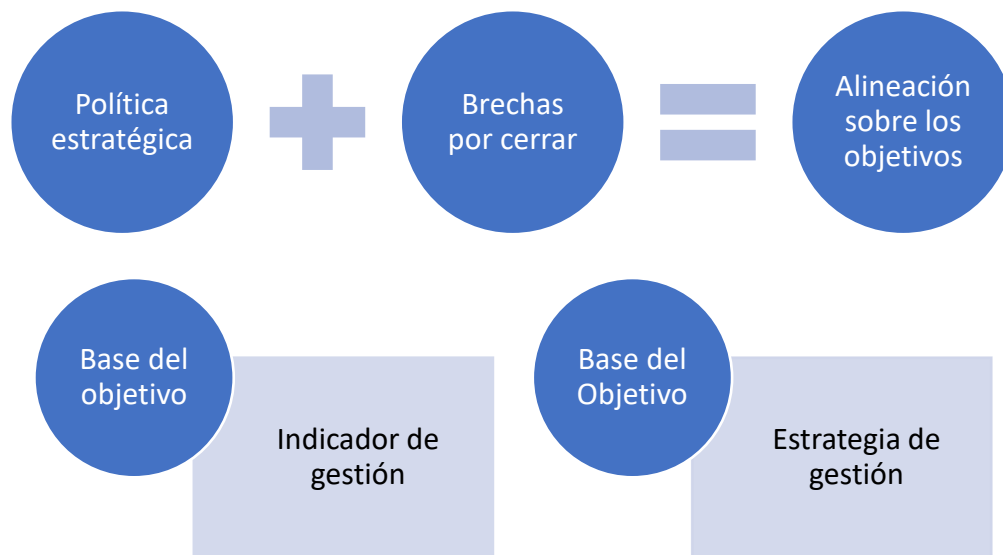 Política
estratégica
Brechas
por cerrar
Alineación
sobre los
objetivos
Base del
objetivo
Indicador de
gestión
Base del
Objetivo
Estrategia de
gestión